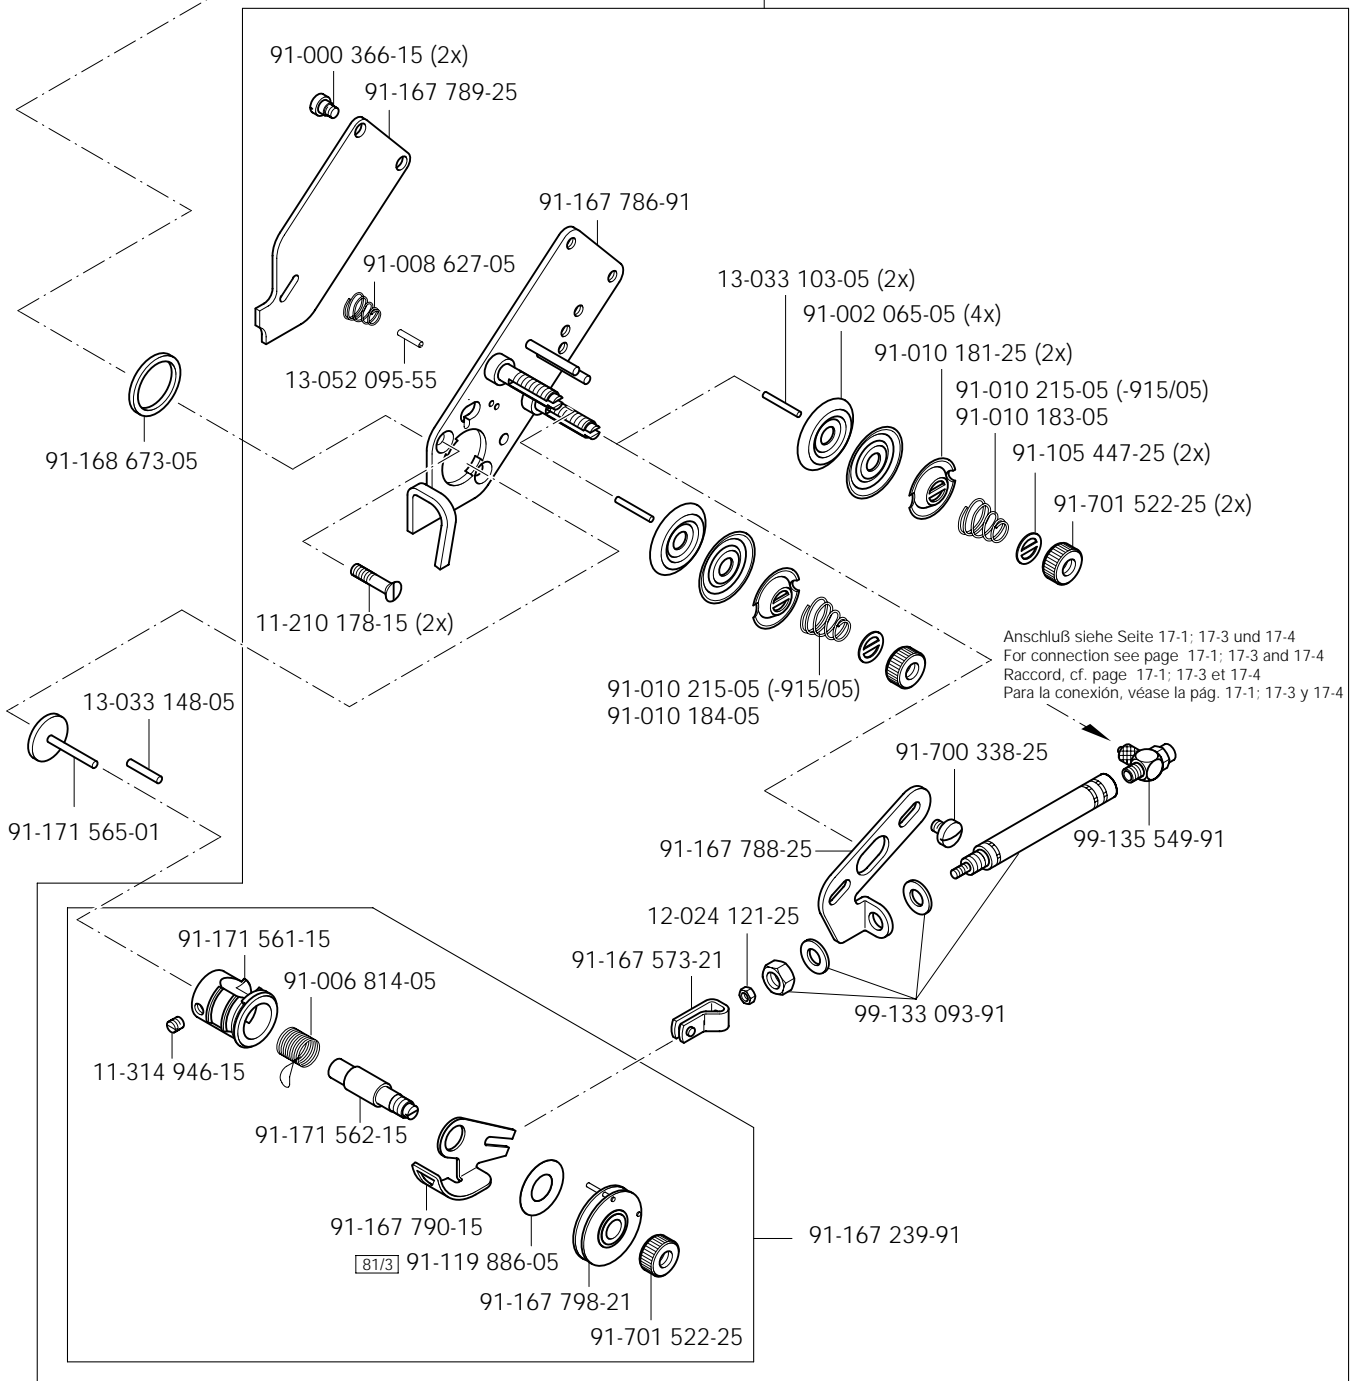 91-000 366-15 (2x)
91-167 789-25
91-167 786-91
91-008 627-05
13-052 095-55
91-168 673-05
13-033 103-05 (2x)
91-002 065-05 (4x)
91-010 181-25 (2x)
91-010 215-05 (-915/05)
91-010 183-05
91-105 447-25 (2x)
91-701 522-25 (2x)
11-210 178-15 (2x)
91-010 215-05 (-915/05)
91-010 184-05
Anschluß siehe Seite 17-1; 17-3 und 17-4
For connection see page 17-1; 17-3 and 17-4
Raccord, cf. page 17-1; 17-3 et 17-4
Para la conexión, véase la pág. 17-1; 17-3 y 17-4
13-033 148-05
91-171 565-01
91-700 338-25
99-135 549-91
91-167 788-25
12-024 121-25
91-167 573-21
99-133 093-91
91-171 561-15
91-006 814-05
11-314 946-15
91-171 562-15
91-167 790-15
81/3 91-119 886-05
91-167 798-21
91-701 522-25
91-167 239-91